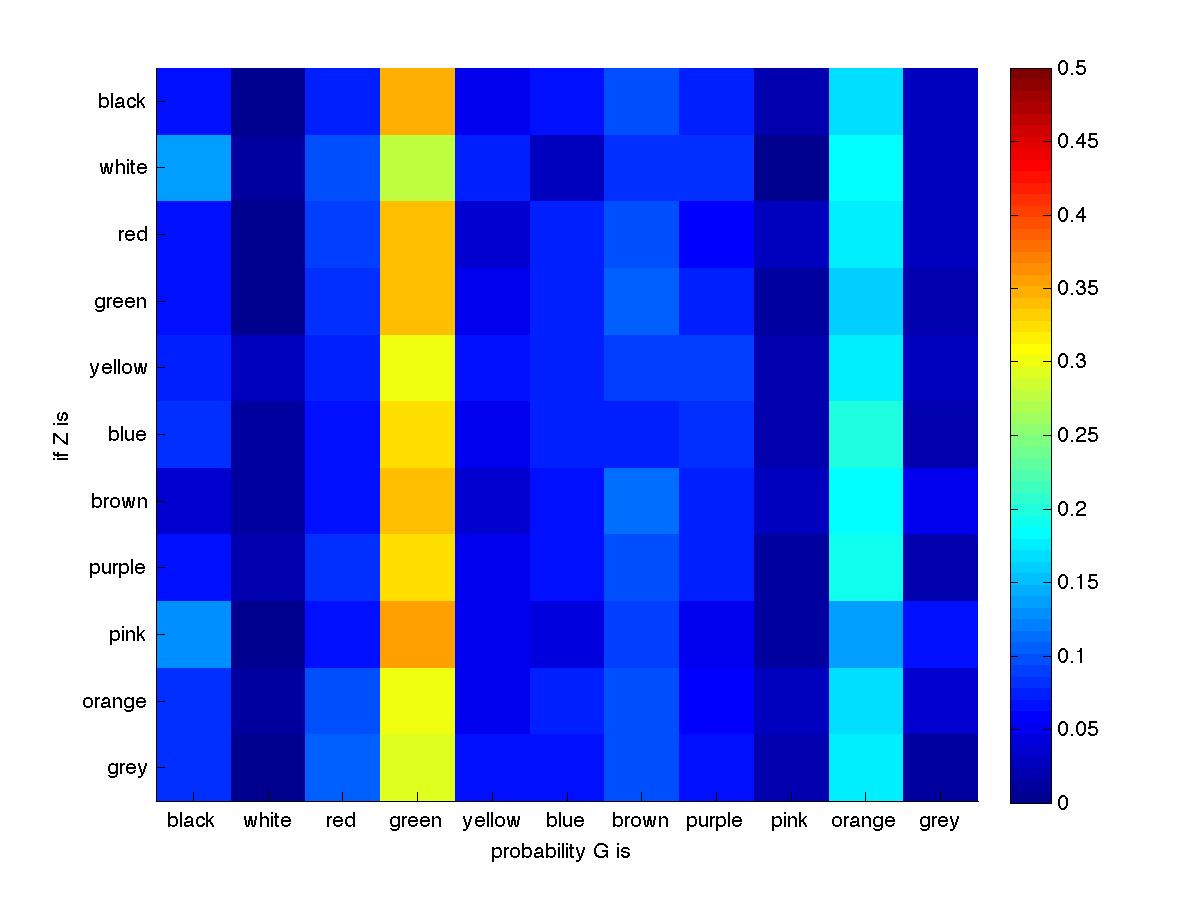 0.5
0.45
0.4
0.35
0.3
0.25
0.2
0.15
0.1
0.05
0
if Z is
black
white
red
green
yellow
blue
brown
purple
pink
orange
grey
black white red green yellow blue brown purple pink orange grey
probability G is